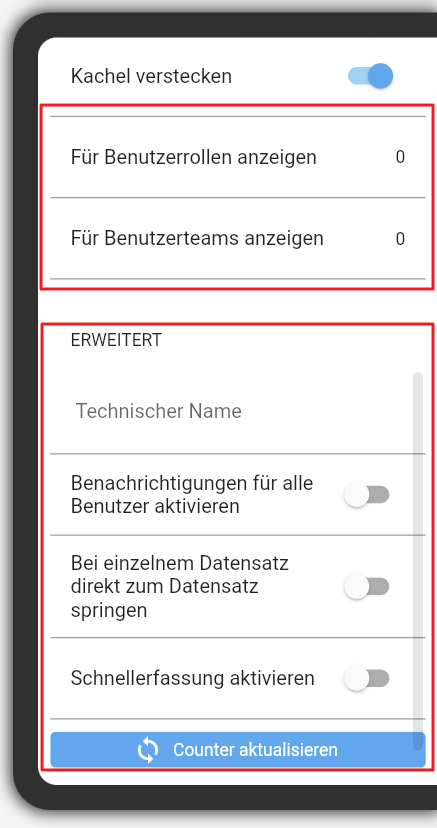 Kachel verstecken
Für Benutzerrollen anzeigen 0
Für Benutzerteams anzeigen 0
ERWEITERT
Technischer Name
Benachrichtigungen für alle
Benutzer aktivieren
Bei einzelnem Datensatz
direkt zum Datensatz
springen
Schnellerfassung aktivieren
Counter aktualisieren